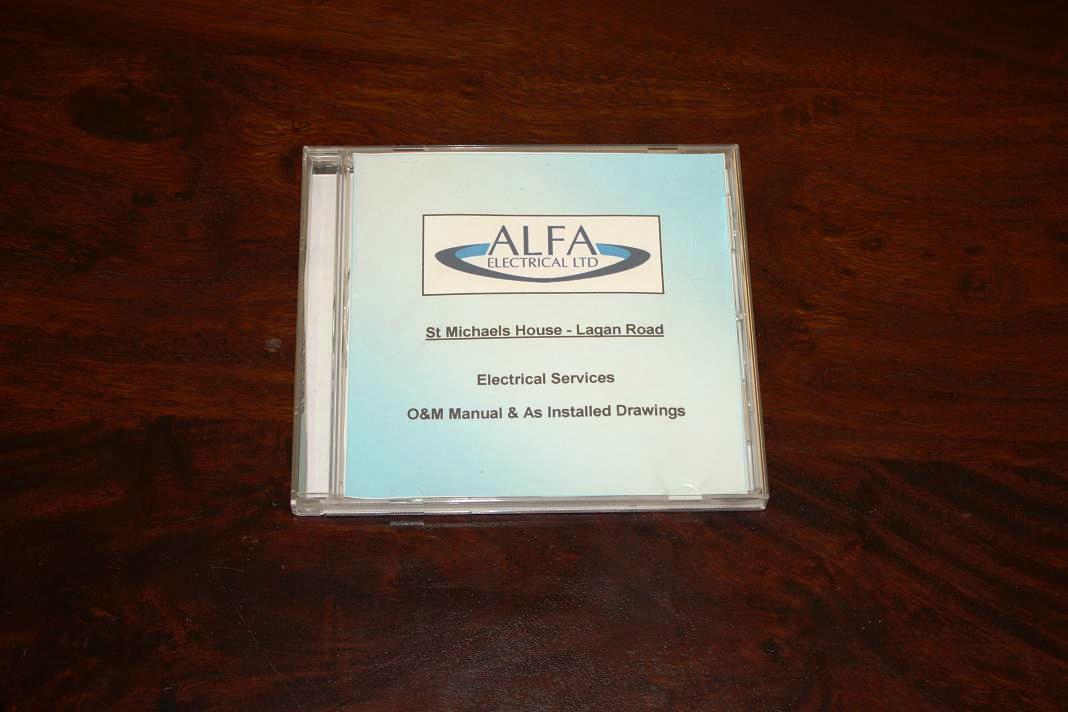 ALFA
ELECTRICAL LTD
St Michaels House - Lagan Road
Electrical Services
O&M Manual & As Installed Drawings